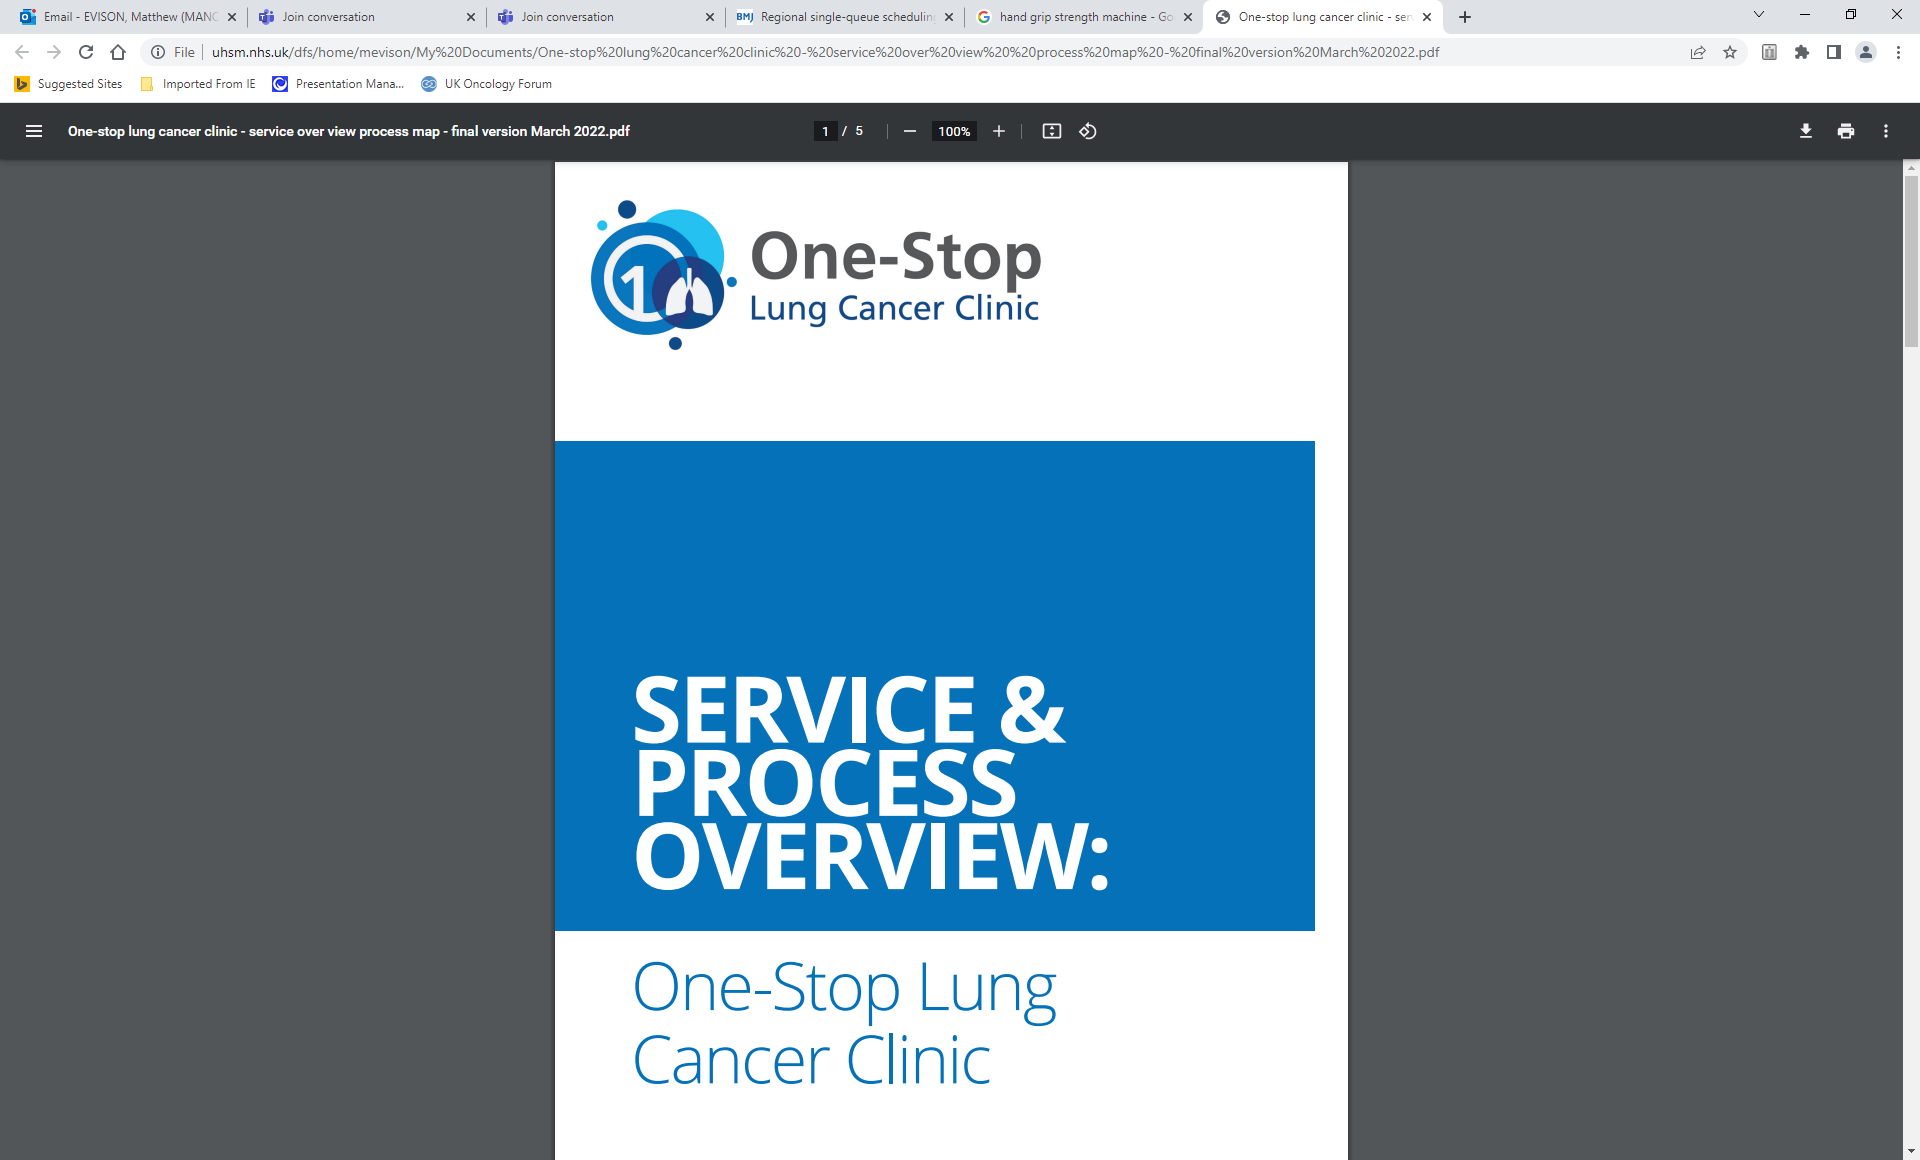 Email - EVISON, Matthew (MANC
Join conversation
Join conversation
BMJ Regional single-queue scheduling
hand grip strength machine - Go
One-stop lung cancer clinic - ser
File uhsm.nhs.uk/dfs/home/mevison/My%20Documents/One-stop%20lung%20cancer%20clinic%20-%20service%20over%20view%20%20process%20map%20-%20final%20version%20March%202022.pdf
Suggested Sites
Imported From IE
Presentation Mana...
UK Oncology Forum
One-stop lung cancer clinic - service over view process map - final version March 2022.pdf
1 / 5
100%
1
One-Stop
Lung Cancer Clinic
SERVICE &
PROCESS
OVERVIEW:
One-Stop Lung
Cancer Clinic